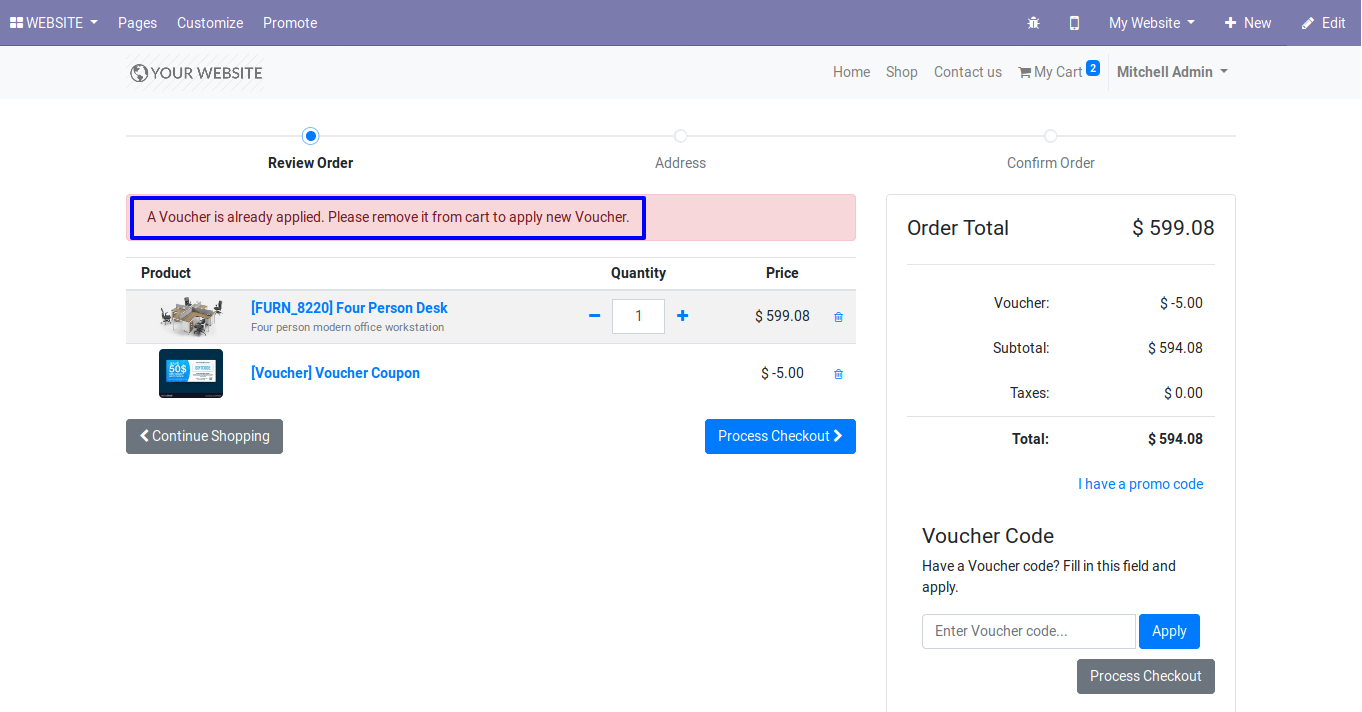 WEBSITE Pages Customize Promote My Website New Edit
YOUR WEBSITE Home Shop Contact us My Cart 2 Mitchell Admin
Review Order Address Confirm Order
A Voucher is already applied. Please remove it from cart to apply new Voucher.
Product Quantity Price
[FURN_8220] Four Person Desk 1 $ 599.08
Four person modern office workstation
50$
[Voucher] Voucher Coupon $ -5.00
Continue Shopping Process Checkout
Order Total $ 599.08
Voucher: $ -5.00
Subtotal: $ 594.08
Taxes: $ 0.00
Total: $ 594.08
I have a promo code
Voucher Code
Have a Voucher code? Fill in this field and
apply.
Enter Voucher code... Apply
Process Checkout